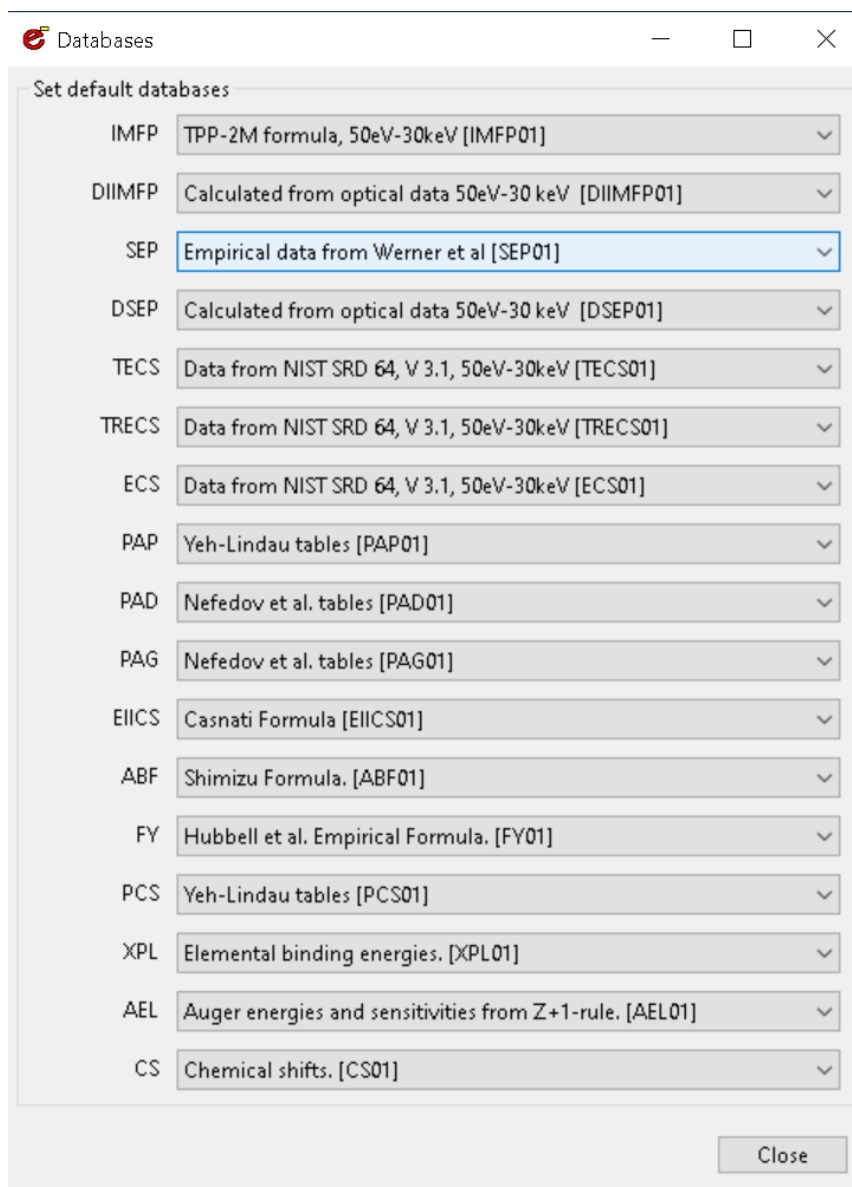 Databases
Set default databases
IMFP TPP-2M formula, 50eV-30keV [IMFP01]
DIIMFP Calculated from optical data 50eV-30 keV [DIIMFP01]
SEP Empirical data from Werner et al [SEP01]
DSEP Calculated from optical data 50eV-30 keV [DSEP01]
TECS Data from NIST SRD 64, V 3.1, 50eV-30keV [TECS01]
TRECS Data from NIST SRD 64, V 3.1, 50eV-30keV [TRECS01]
ECS Data from NIST SRD 64, V 3.1, 50eV-30keV [ECS01]
PAP Yeh-Lindau tables [PAP01]
PAD Nefedov et al. tables [PAD01]
PAG Nefedov et al. tables [PAG01]
EIICS Casnati Formula [EIICS01]
ABF Shimizu Formula. [ABF01]
FY Hubbell et al. Empirical Formula. [FY01]
PCS Yeh-Lindau tables [PCS01]
XPL Elemental binding energies. [XPL01]
AEL Auger energies and sensitivities from Z+1-rule. [AEL01]
CS Chemical shifts. [CS01]
Close